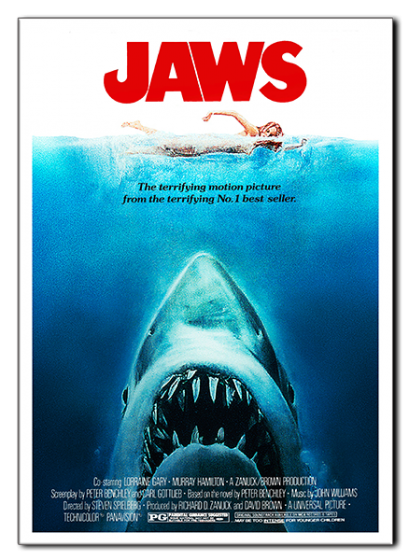 JAWS
The terrifying motion picture
from the terrifying No. 1 best seller.
Co-starring LORRAINE GARY • MURRAY HAMILTON • A ZANUCK/BROWN PRODUCTION
Screenplay by PETER BENCHLEY and CARL GOTTLIEB • Based on the novel by PETER BENCHLEY • Music by JOHN WILLIAMS
Directed by STEVEN SPIELBERG • Produced by RICHARD D. ZANUCK and DAVID BROWN • A UNIVERSAL PICTURE •
TECHNICOLOR® PANAVISION®
PG PARENTAL GUIDANCE SUGGESTED
MAY BE TOO INTENSE FOR YOUNGER CHILDREN